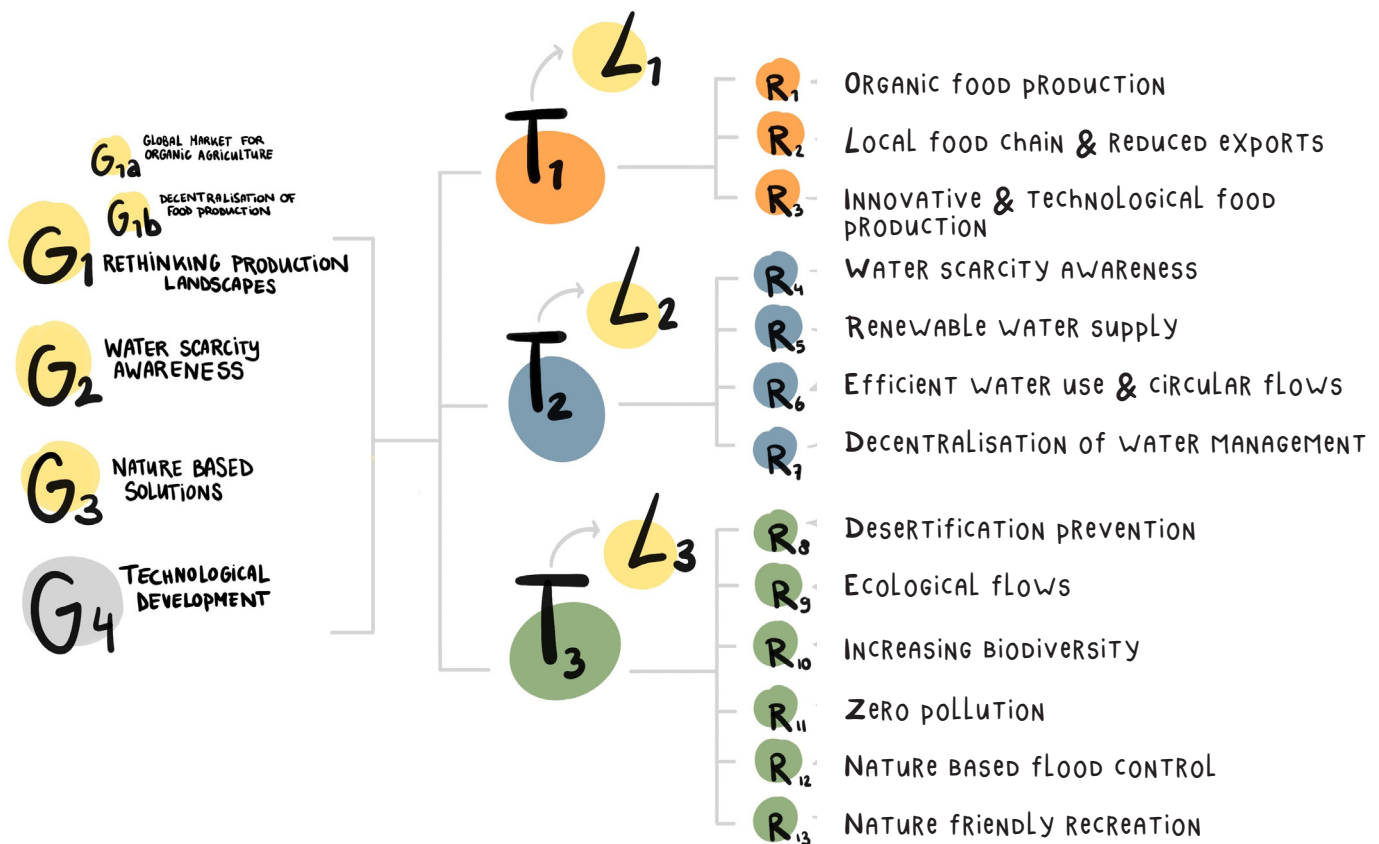 G1a GLOBAL MARKET FOR
ORGANIC AGRICULTURE
G1b DECENTRALISATION OF
FOOD PRODUCTION
G1 RETHINKING PRODUCTION
LANDSCAPES
G2 WATER SCARCITY
AWARENESS
G3 NATURE BASED
SOLUTIONS
G4 TECHNOLOGICAL
DEVELOPMENT
L1
T1
L2
T2
L3
T3
R1 ORGANIC FOOD PRODUCTION
R2 LOCAL FOOD CHAIN & REDUCED EXPORTS
R3 INNOVATIVE & TECHNOLOGICAL FOOD
PRODUCTION
R4 WATER SCARCITY AWARENESS
R5 RENEWABLE WATER SUPPLY
R6 EFFICIENT WATER USE & CIRCULAR FLOWS
R7 DECENTRALISATION OF WATER MANAGEMENT
R8 DESERTIFICATION PREVENTION
R9 ECOLOGICAL FLOWS
R10 INCREASING BIODIVERSITY
R11 ZERO POLLUTION
R12 NATURE BASED FLOOD CONTROL
R13 NATURE FRIENDLY RECREATION